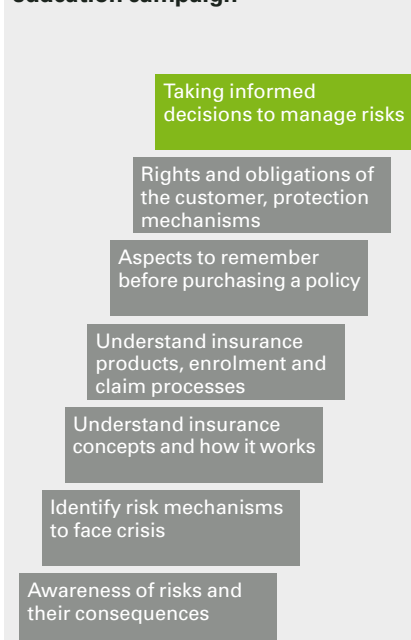 education campaign
Taking informed
decisions to manage risks
Rights and obligations of
the customer, protection
mechanisms
Aspects to remember
before purchasing a policy
Understand insurance
products, enrolment and
claim processes
Understand insurance
concepts and how it works
Identify risk mechanisms
to face crisis
Awareness of risks and
their consequences